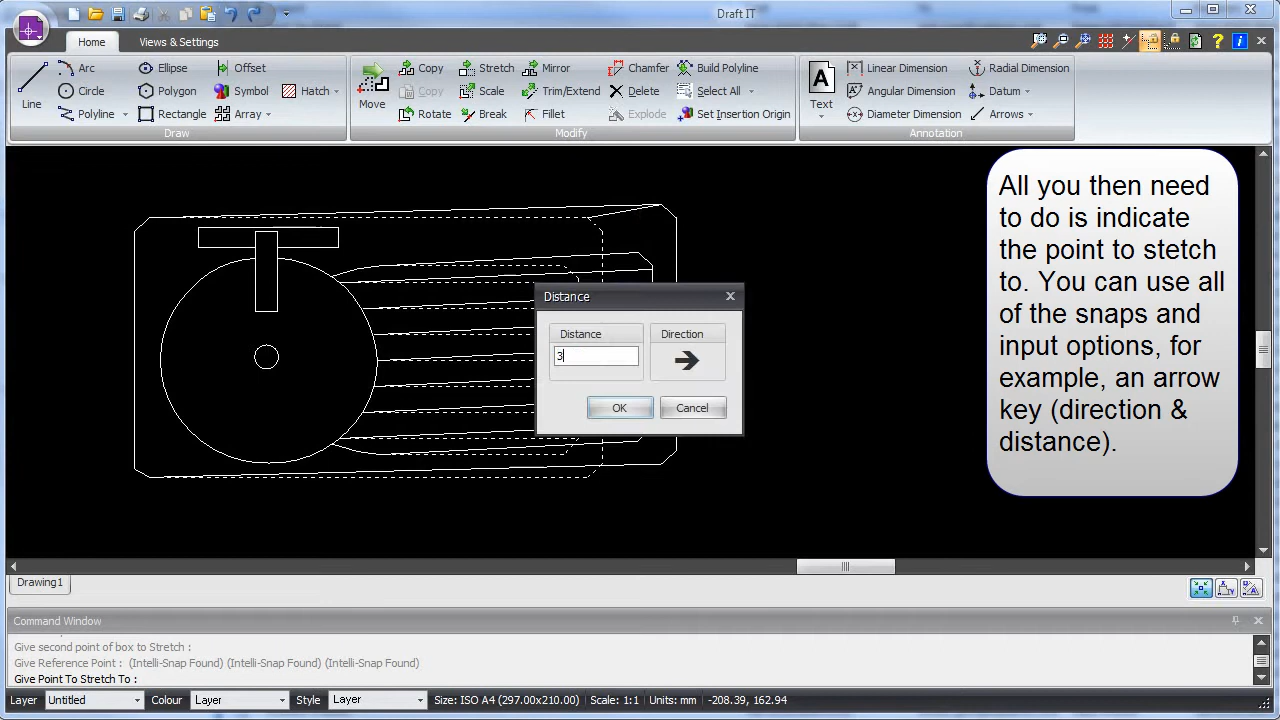 Draft IT
Home Views & Settings
Line Arc Circle Polyline Ellipse Polygon Rectangle Offset Symbol Array Hatch
Draw
Move Copy Copy Rotate Stretch Scale Break Mirror Trim/Extend Fillet Chamfer Delete Explode Build Polyline Select All Set Insertion Origin
Modify
Text Linear Dimension Angular Dimension Diameter Dimension Radial Dimension Datum Arrows
Annotation
All you then need
to do is indicate
the point to stetch
to. You can use all
of the snaps and
input options, for
example, an arrow
key (direction &
distance).
Distance
Distance Direction
3
OK Cancel
Drawing1
Command Window
Give second point of box to Stretch :
Give Reference Point : (Intelli-Snap Found) (Intelli-Snap Found) (Intelli-Snap Found)
Give Point To Stretch To :
Layer Untitled Colour Layer Style Layer Size: ISO A4 (297.00x210.00) Scale: 1:1 Units: mm -208.39, 162.94